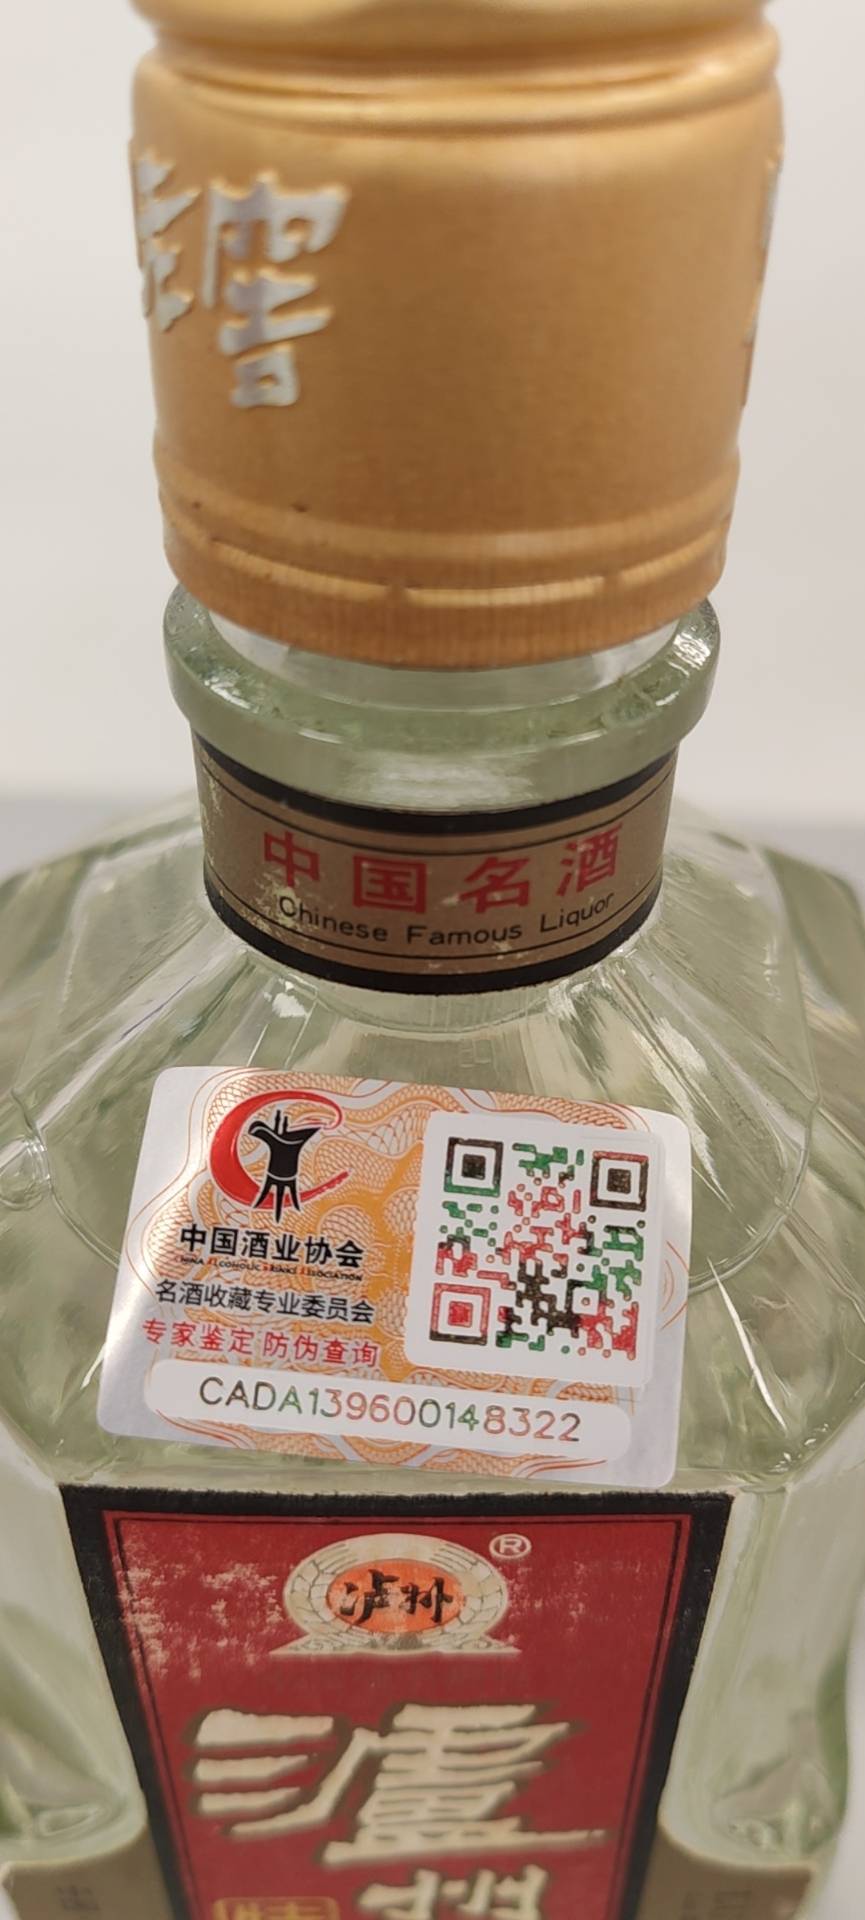 窖
中国名酒
Chinese Famous Liquor
中国酒业协会
CHINA ALCOHOLIC DRINKS ASSOCIATION
名酒收藏专业委员会
专家鉴定 防伪查询
CADA139600148322
泸州
®
瀘